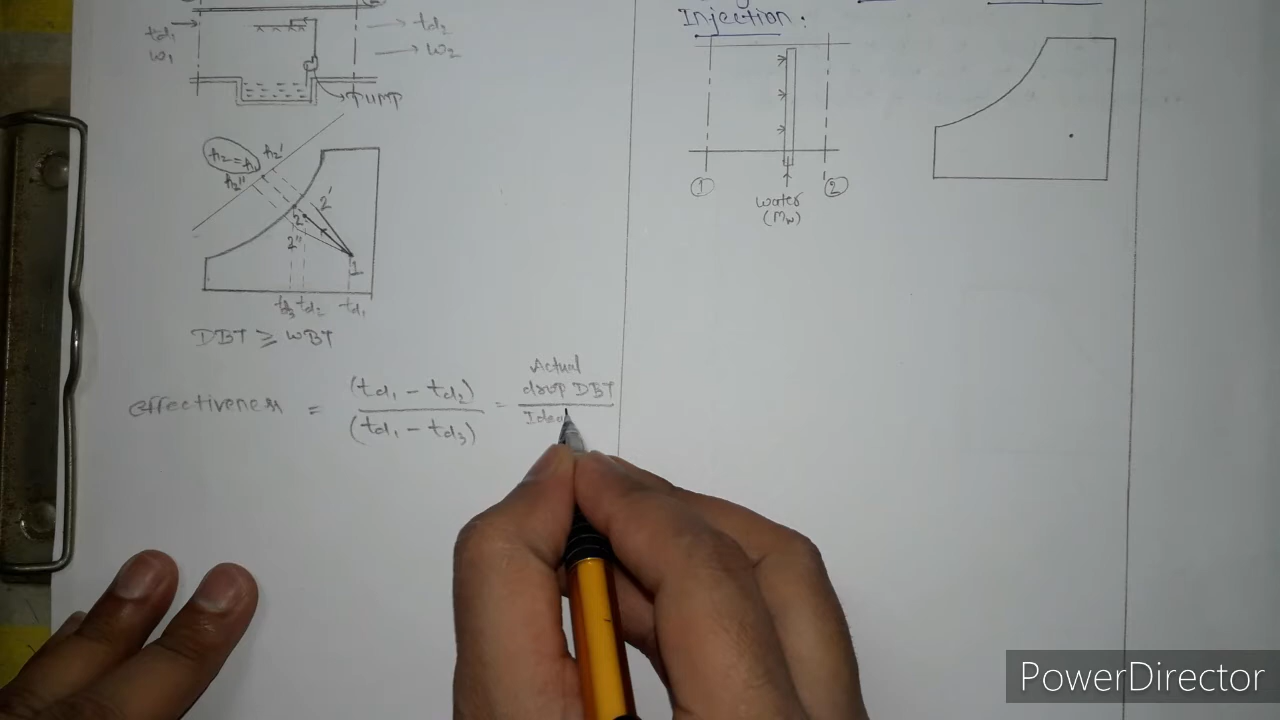 td1
w1
td2
w2
PUMP
h2=h1
h2'
h2"
2'
2
2"
1
td3 td2 td1
DBT ≥ WBT
effectiveness = (td1 - td2) / (td1 - td3) =
Actual
drop DBT
Idea
Injection:
1
2
water
(Mw)
PowerDirector